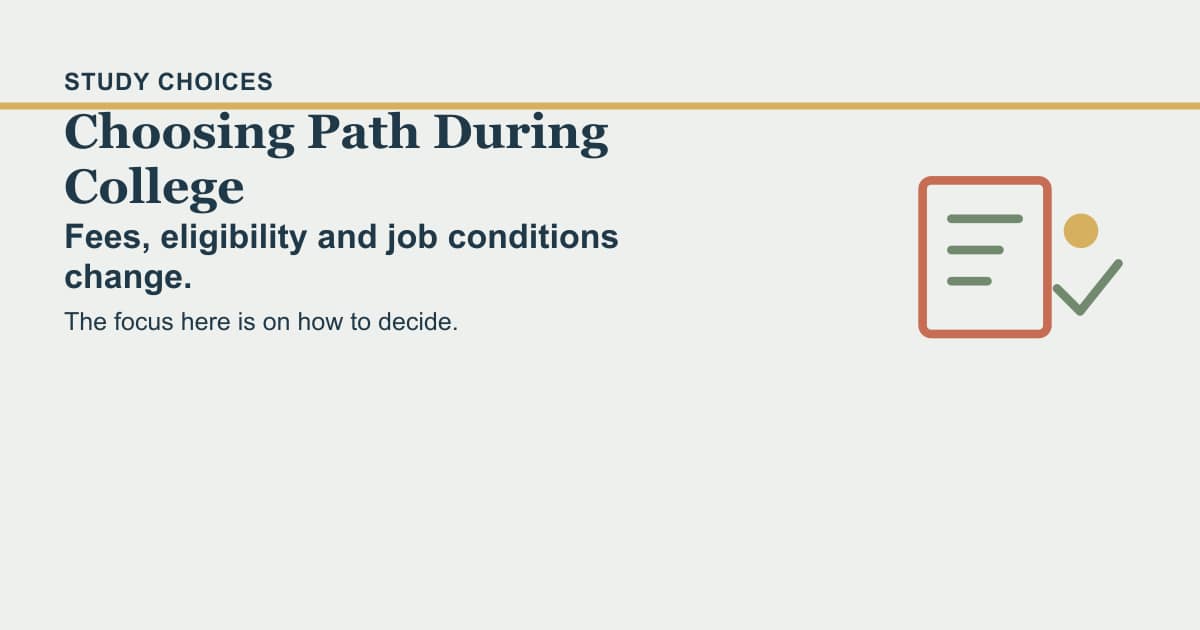 STUDY CHOICES
Choosing Path During
College
Fees, eligibility and job conditions
change.
The focus here is on how to decide.